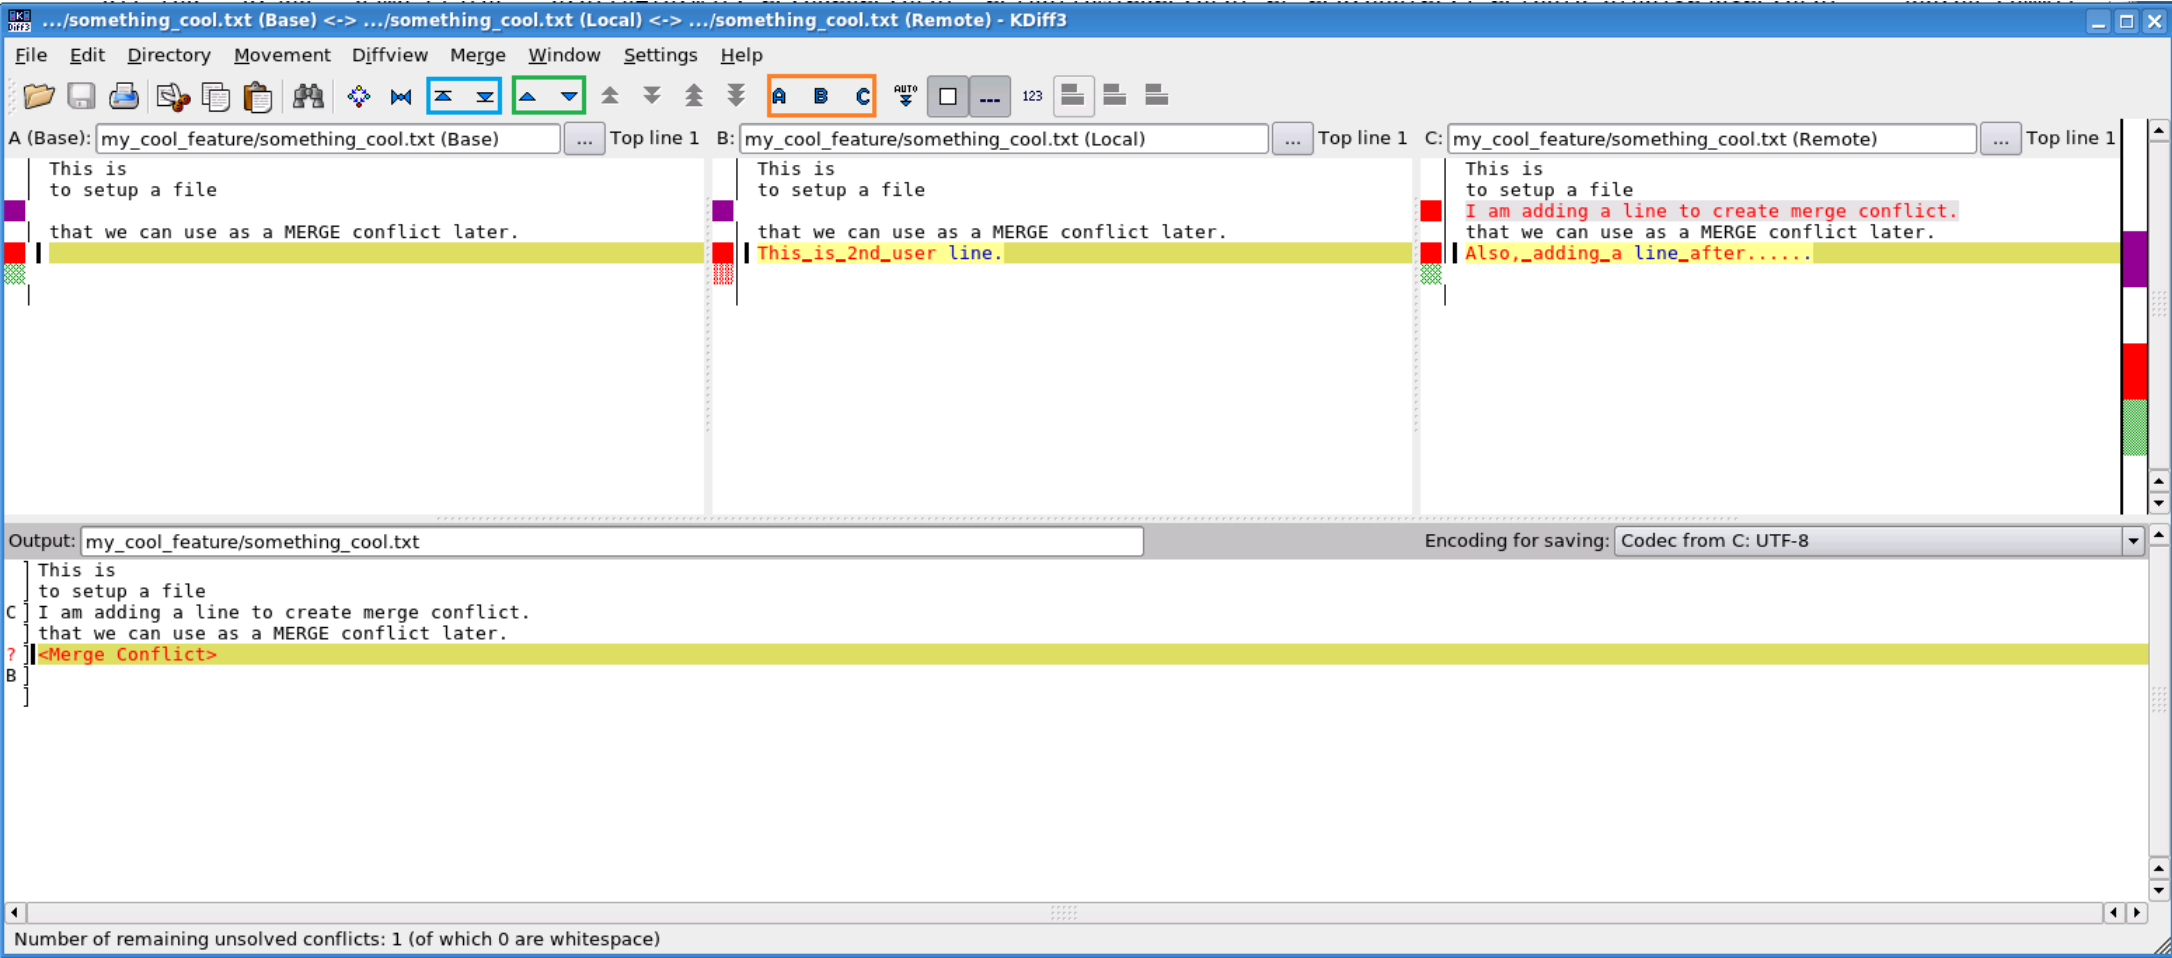 .../something_cool.txt (Base) <-> .../something_cool.txt (Local) <-> .../something_cool.txt (Remote) - KDiff3
File Edit Directory Movement Diffview Merge Window Settings Help
A B C AUTO 123
A (Base): my_cool_feature/something_cool.txt (Base) ... Top line 1
This is
to setup a file
that we can use as a MERGE conflict later.
B: my_cool_feature/something_cool.txt (Local) ... Top line 1
This is
to setup a file
that we can use as a MERGE conflict later.
This_is_2nd_user line.
C: my_cool_feature/something_cool.txt (Remote) ... Top line 1
This is
to setup a file
I am adding a line to create merge conflict.
that we can use as a MERGE conflict later.
Also,_adding_a line_after......
Output: my_cool_feature/something_cool.txt
Encoding for saving: Codec from C: UTF-8
This is
to setup a file
C I am adding a line to create merge conflict.
that we can use as a MERGE conflict later.
? <Merge Conflict>
B
Number of remaining unsolved conflicts: 1 (of which 0 are whitespace)